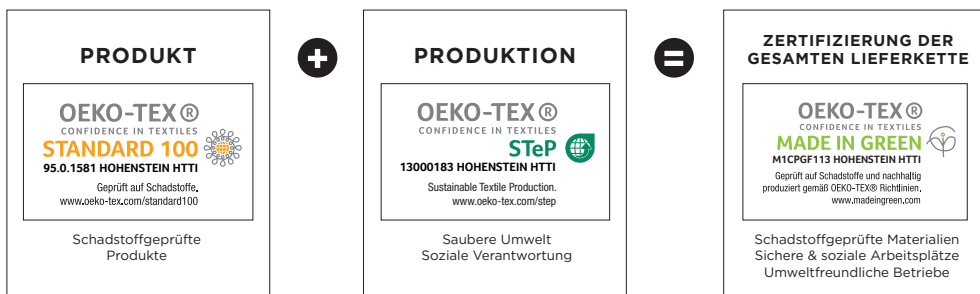 PRODUKT
OEKO-TEX®
CONFIDENCE IN TEXTILES
STANDARD 100
95.0.1581 HOHENSTEIN HTTI
Geprüft auf Schadstoffe.
www.oeko-tex.com/standard100
Schadstoffgeprüfte
Produkte
+
PRODUKTION
OEKO-TEX®
CONFIDENCE IN TEXTILES
STeP
13000183 HOHENSTEIN HTTI
Sustainable Textile Production.
www.oeko-tex.com/step
Saubere Umwelt
Soziale Verantwortung
=
ZERTIFIZIERUNG DER
GESAMTEN LIEFERKETTE
OEKO-TEX®
CONFIDENCE IN TEXTILES
MADE IN GREEN
M1CPGF113 HOHENSTEIN HTTI
Geprüft auf Schadstoffe und nachhaltig
produziert gemäß OEKO-TEX® Richtlinien.
www.madeingreen.com
Schadstoffgeprüfte Materialien
Sichere & soziale Arbeitsplätze
Umweltfreundliche Betriebe